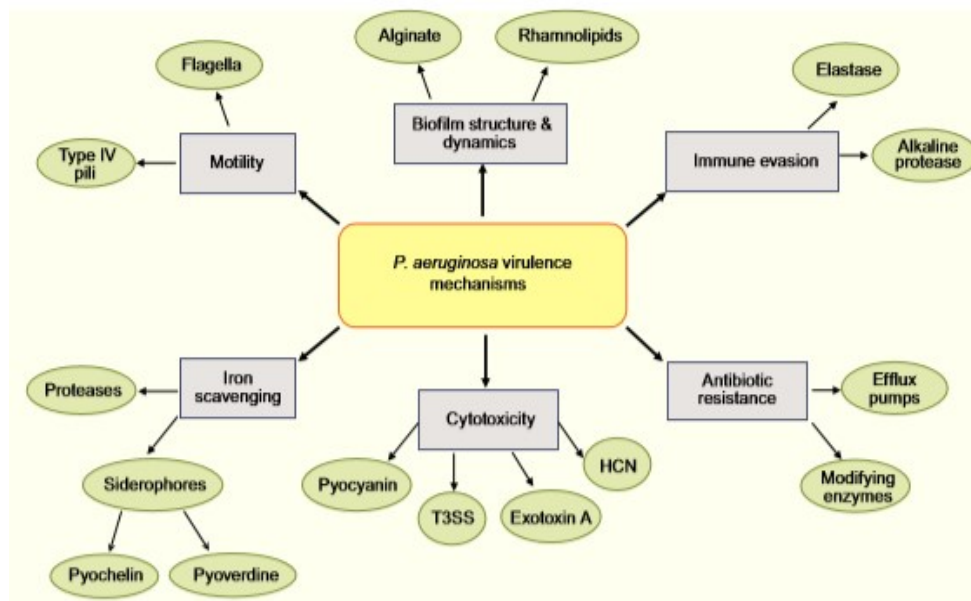 Alginate
Rhamnolipids
Flagella
Elastase
Biofilm structure &
dynamics
Type IV
pili
Motility
Immune evasion
Alkaline
protease
P. aeruginosa virulence
mechanisms
Proteases
Iron
scavenging
Cytotoxicity
Antibiotic
resistance
Efflux
pumps
Siderophores
Pyocyanin
T3SS
Exotoxin A
HCN
Modifying
enzymes
Pyochelin
Pyoverdine